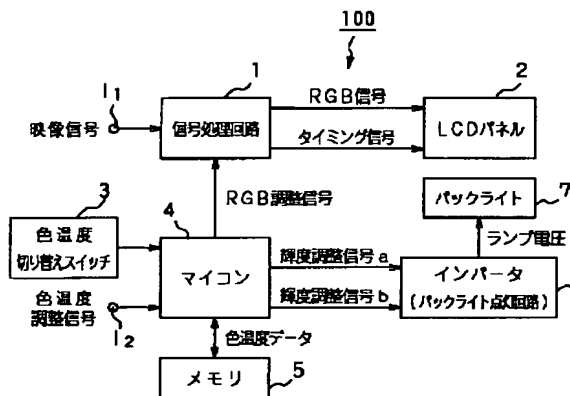 100
1
2
I1
映像信号
信号処理回路
RGB信号
タイミング信号
LCDパネル
RGB調整信号
3
4
7
色温度
切り替えスイッチ
マイコン
バックライト
ランプ電圧
輝度調整信号a
輝度調整信号b
インバータ
(バックライト点灯回路)
色温度
調整信号
I2
色温度データ
メモリ
5